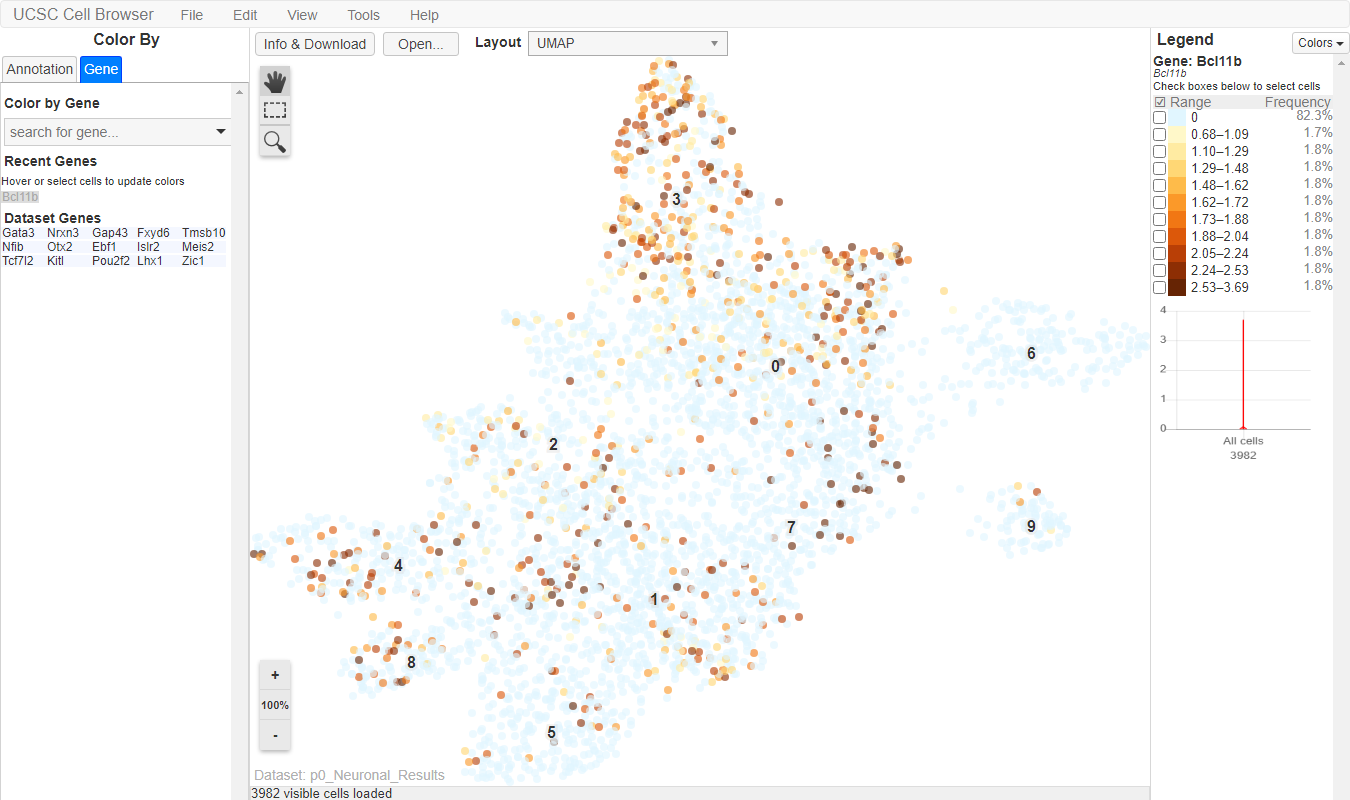 UCSC Cell Browser File Edit View Tools Help
Color By
Annotation Gene
Color by Gene
search for gene...
Recent Genes
Hover or select cells to update colors
Bcl11b
Dataset Genes
Gata3 Nrxn3 Gap43 Fxyd6 Tmsb10
Nfib Otx2 Ebf1 Islr2 Meis2
Tcf7l2 Kitl Pou2f2 Lhx1 Zic1
Info & Download Open... Layout UMAP
3
0
6
2
7
9
4
1
8
5
+
100%
-
Dataset: p0_Neuronal_Results
3982 visible cells loaded
Legend Colors
Gene: Bcl11b
Bcl11b
Check boxes below to select cells
Range Frequency
0 82.3%
0.68–1.09 1.7%
1.10–1.29 1.8%
1.29–1.48 1.8%
1.48–1.62 1.8%
1.62–1.72 1.8%
1.73–1.88 1.8%
1.88–2.04 1.8%
2.05–2.24 1.8%
2.24–2.53 1.8%
2.53–3.69 1.8%
4
3
2
1
0
All cells
3982